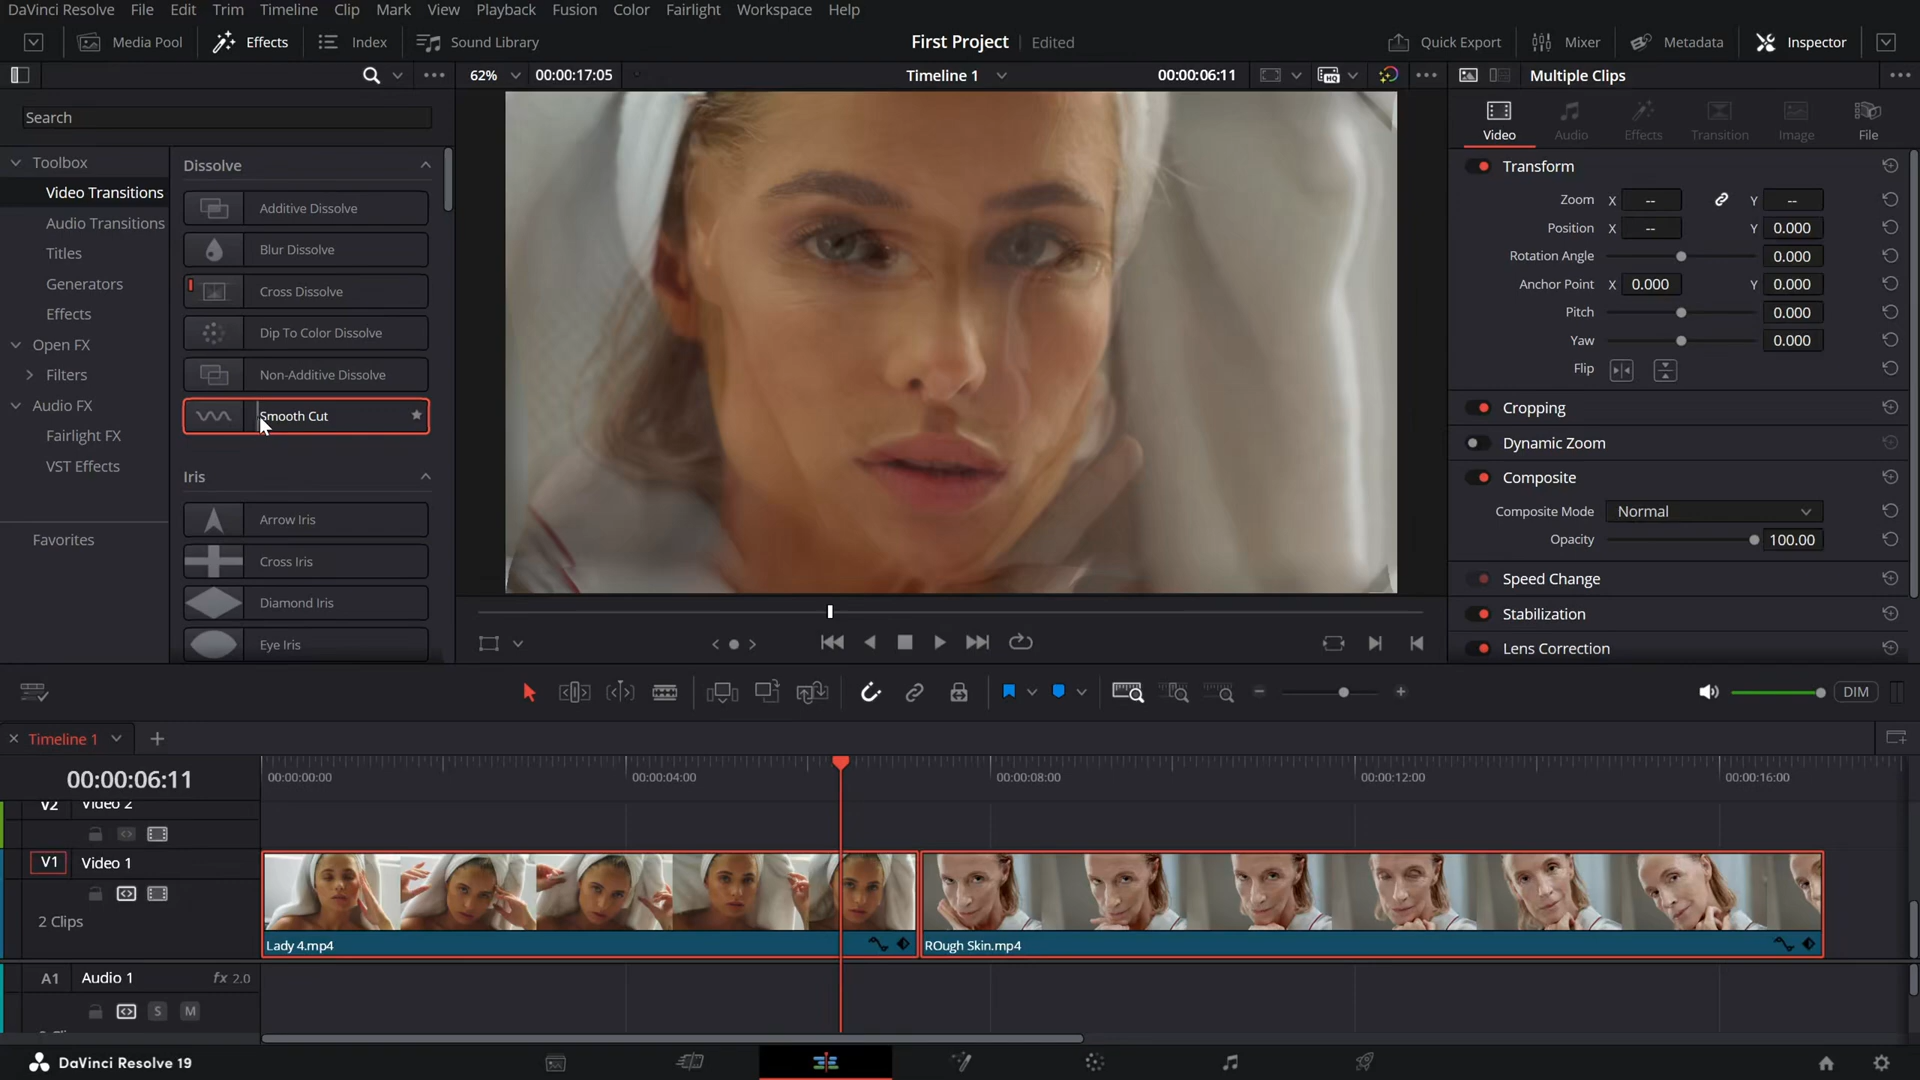 DaVinci Resolve File Edit Trim Timeline Clip Mark View Playback Fusion Color Fairlight Workspace Help
Media Pool Effects Index Sound Library First Project Edited Quick Export Mixer Metadata Inspector
62% 00:00:17:05 Timeline 1 00:00:06:11 HQ Multiple Clips
Search
Toolbox
Video Transitions
Audio Transitions
Titles
Generators
Effects
Open FX
Filters
Audio FX
Fairlight FX
VST Effects
Favorites
Dissolve
Additive Dissolve
Blur Dissolve
Cross Dissolve
Dip To Color Dissolve
Non-Additive Dissolve
Smooth Cut
Iris
Arrow Iris
Cross Iris
Diamond Iris
Eye Iris
Video Audio Effects Transition Image File
Transform
Zoom X -- Y --
Position X -- Y 0.000
Rotation Angle 0.000
Anchor Point X 0.000 Y 0.000
Pitch 0.000
Yaw 0.000
Flip
Cropping
Dynamic Zoom
Composite
Composite Mode Normal
Opacity 100.00
Speed Change
Stabilization
Lens Correction
DIM
Timeline 1
00:00:06:11 00:00:00:00 00:00:04:00 00:00:08:00 00:00:12:00 00:00:16:00
V2 Video 2
V1 Video 1
2 Clips
Lady 4.mp4 ROugh Skin.mp4
A1 Audio 1 fx 2.0
S M
DaVinci Resolve 19